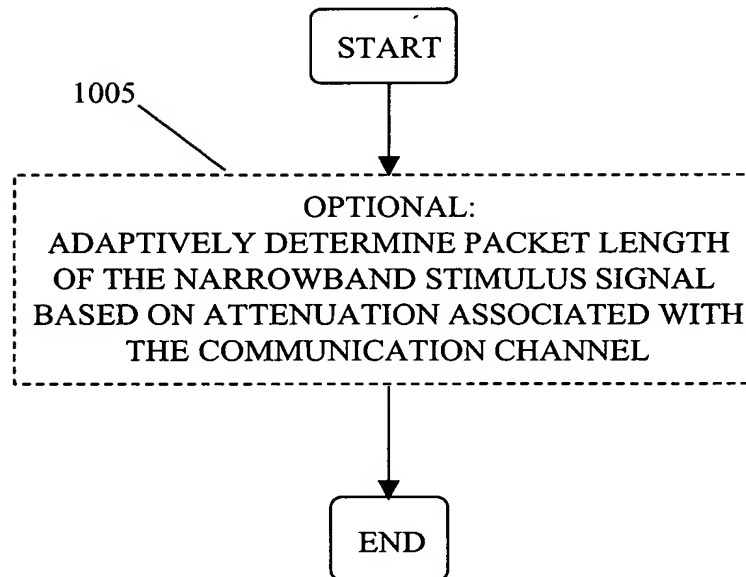 START
1005
OPTIONAL:
ADAPTIVELY DETERMINE PACKET LENGTH
OF THE NARROWBAND STIMULUS SIGNAL
BASED ON ATTENUATION ASSOCIATED WITH
THE COMMUNICATION CHANNEL
END